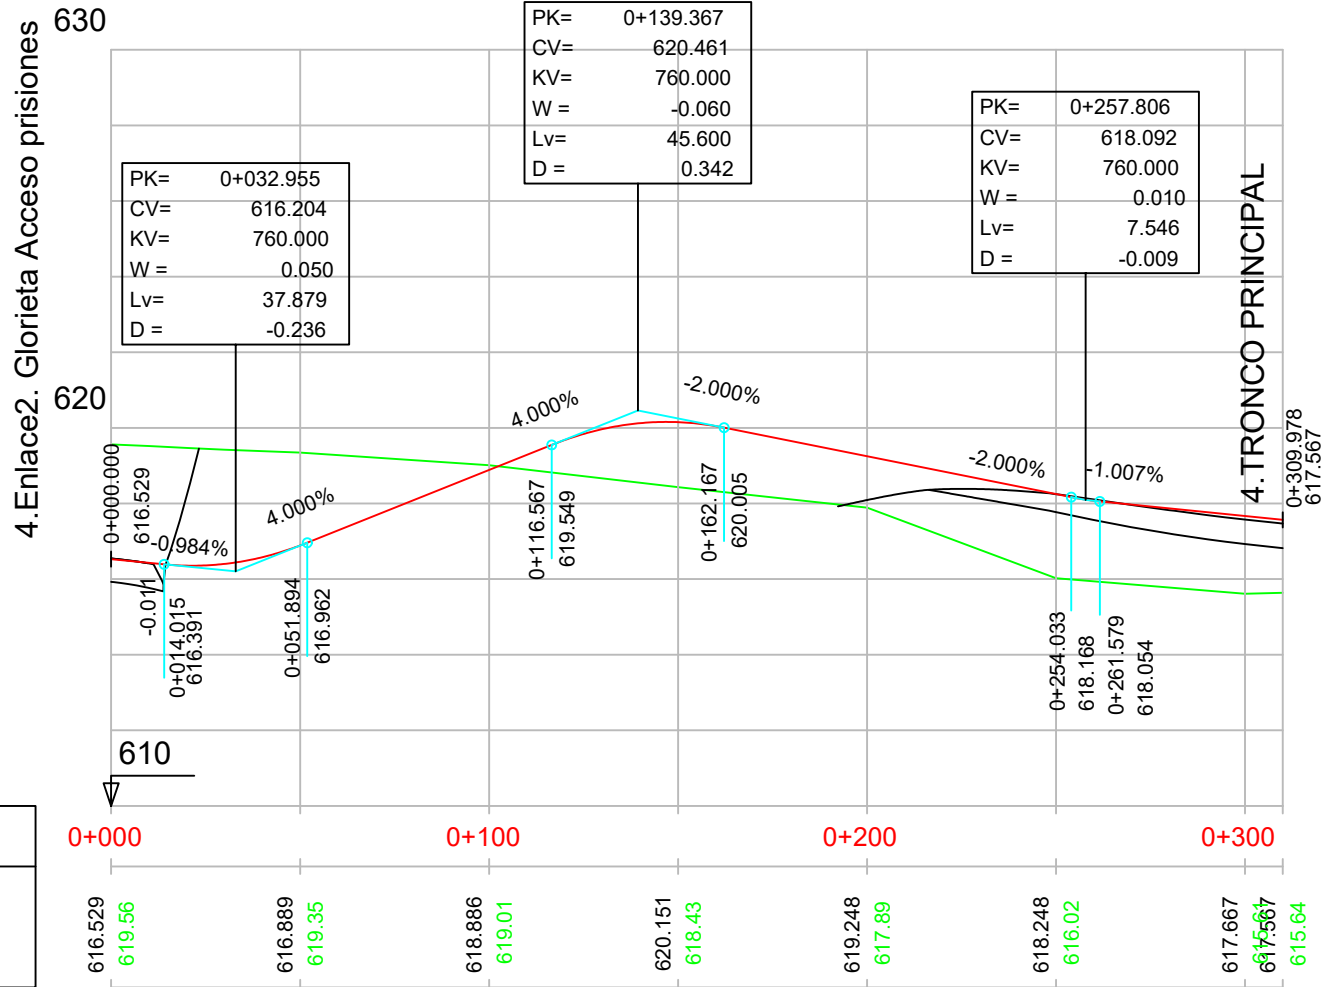 630
4.Enlace2. Glorieta Acceso prisiones
PK= 0+139.367
CV= 620.461
KV= 760.000
W = -0.060
Lv= 45.600
D = 0.342
PK= 0+257.806
CV= 618.092
KV= 760.000
W = 0.010
Lv= 7.546
D = -0.009
PK= 0+032.955
CV= 616.204
KV= 760.000
W = 0.050
Lv= 37.879
D = -0.236
4.TRONCO PRINCIPAL
620
4.000%
-2.000%
0+000.000
616.529
-0.984%
4.000%
-2.000%
-1.007%
0+309.978
617.567
-0.011
0+014.015
616.391
0+051.894
616.962
0+116.567
619.549
0+162.167
620.005
0+254.033
618.168
0+261.579
618.054
610
0+000
0+100
0+200
0+300
616.529
619.56
616.889
619.35
618.886
619.01
620.151
618.43
619.248
617.89
618.248
616.02
617.667
617.567
615.64